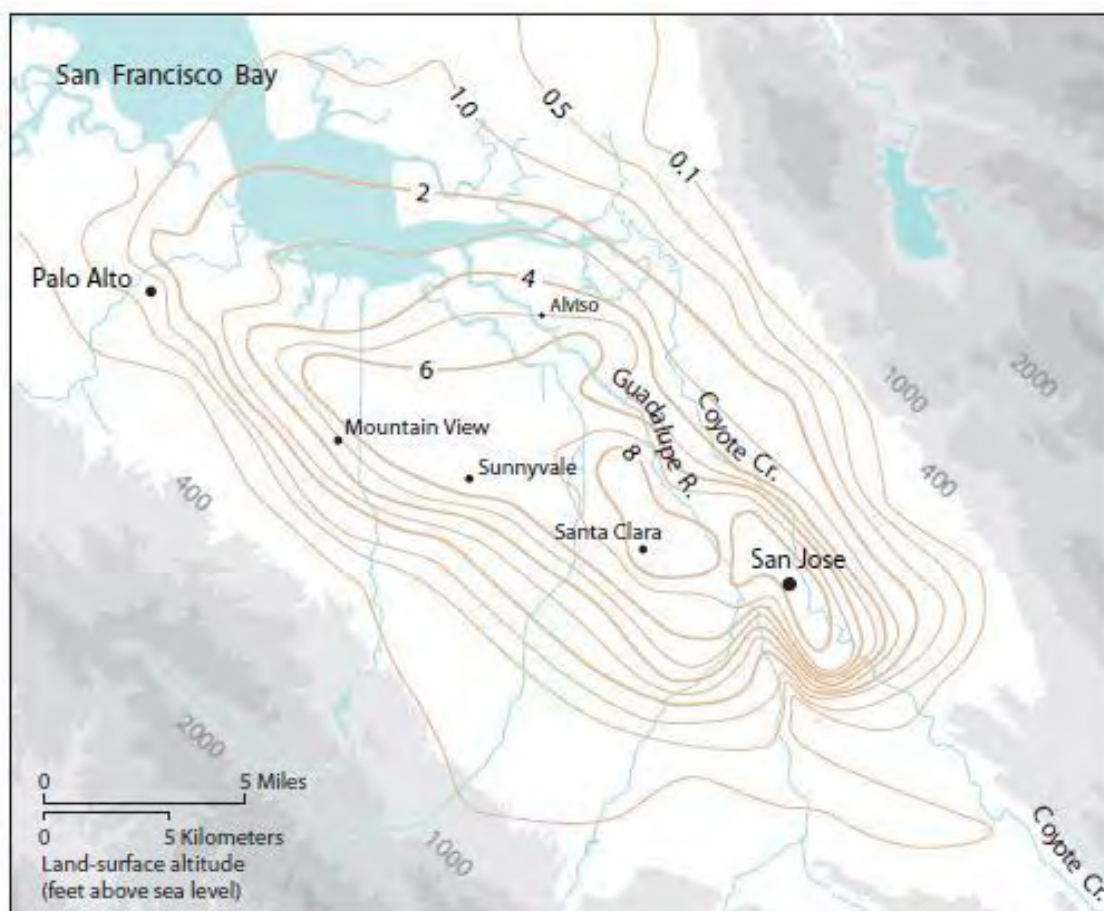 San Francisco Bay
1.0
0.5
0.1
2
Palo Alto
4
Alviso
6
Guadalupe R.
Coyote Cr.
1000
2000
Mountain View
8
Sunnyvale
400
400
1000
Santa Clara
San Jose
2000
0 5 Miles
0 5 Kilometers
Land-surface altitude
(feet above sea level)
1000
Coyote Cr.